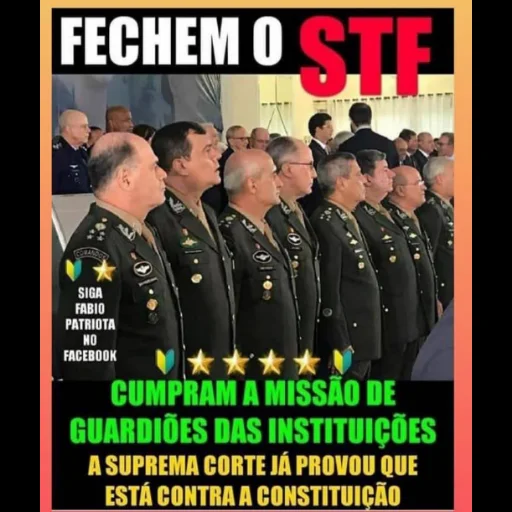 FECHEM O STF
SIGA
FABIO
PATRIOTA
NO
FACEBOOK
CUMPRAM A MISSÃO DE
GUARDIÕES DAS INSTITUIÇÕES
A SUPREMA CORTE JÁ PROVOU QUE
ESTÁ CONTRA A CONSTITUIÇÃO